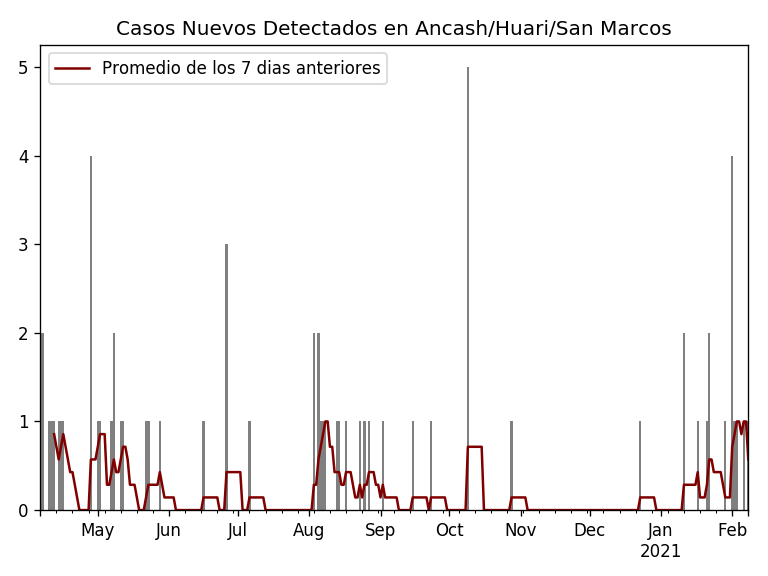 Casos Nuevos Detectados en Ancash/Huari/San Marcos
Promedio de los 7 dias anteriores
5
4
3
2
1
0
May Jun Jul Aug Sep Oct Nov Dec Jan Feb
2021